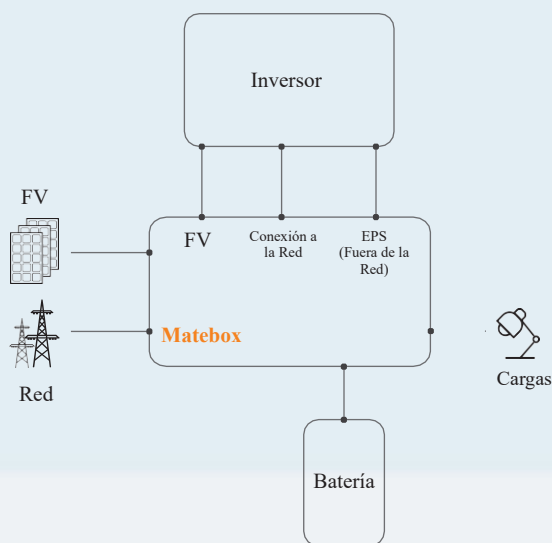 Inversor
FV
FV
Conexión a
la Red
EPS
(Fuera de la
Red)
Matebox
Red
Cargas
Batería